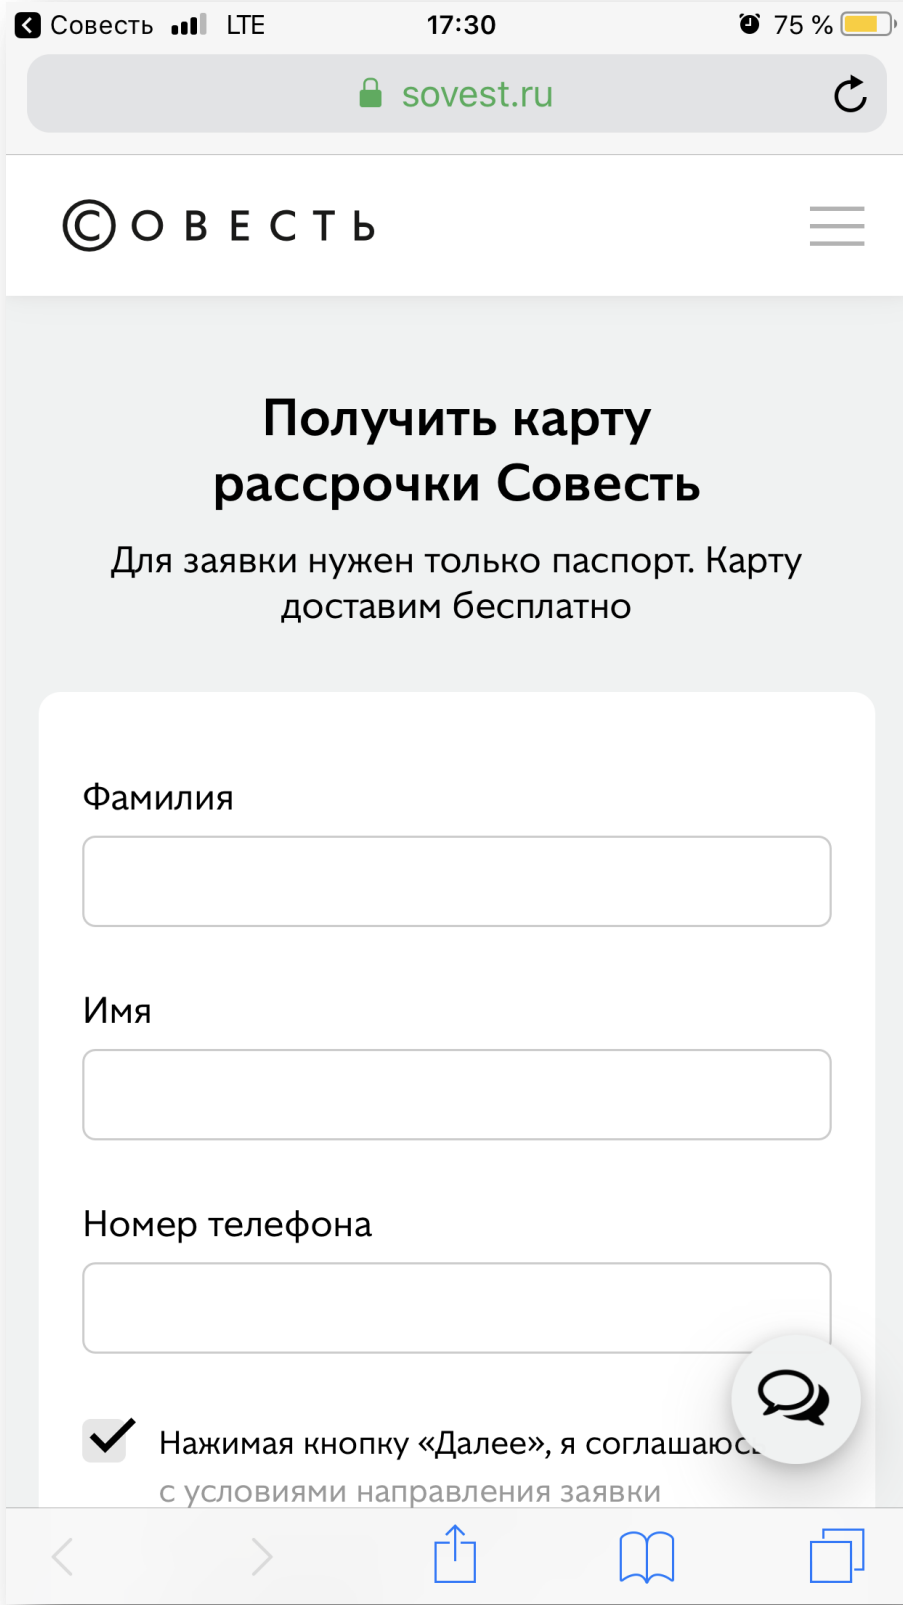 Совесть LTE 17:30 75 %
sovest.ru
©ОВЕСТЬ
Получить карту
рассрочки Совесть
Для заявки нужен только паспорт. Карту
доставим бесплатно
Фамилия
Имя
Номер телефона
Нажимая кнопку «Далее», я соглашаюсь
с условиями направления заявки